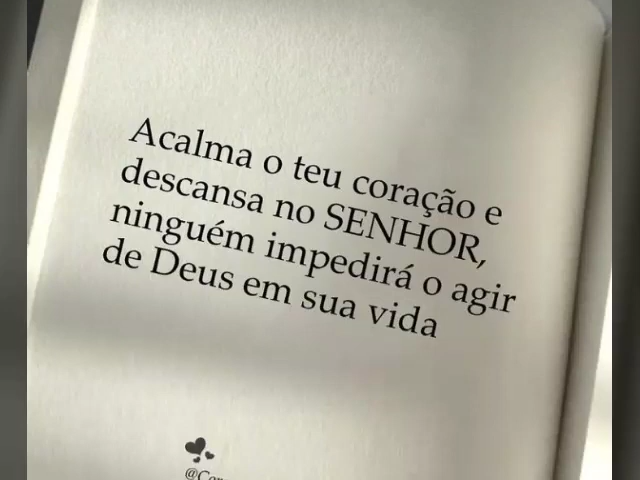 Acalma o teu coração e
descansa no SENHOR,
ninguém impedirá o agir
de Deus em sua vida